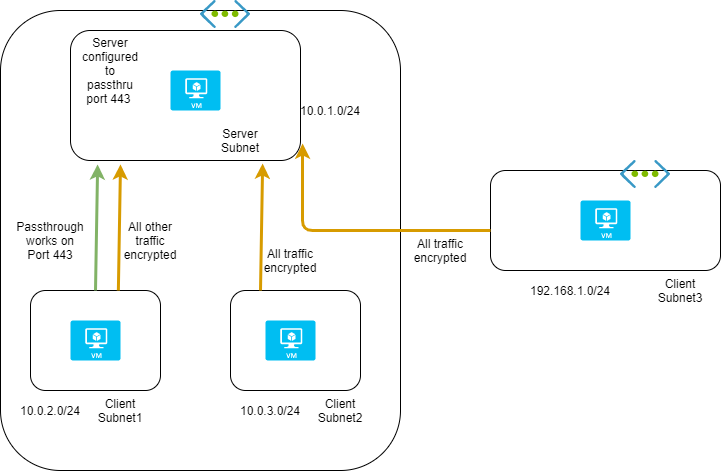 Server
configured
to
passthru
port 443
VM
10.0.1.0/24
Server
Subnet
Passthrough
works on
Port 443
All other
traffic
encrypted
All traffic
encrypted
All traffic
encrypted
VM
192.168.1.0/24
Client
Subnet3
VM
10.0.2.0/24
Client
Subnet1
VM
10.0.3.0/24
Client
Subnet2